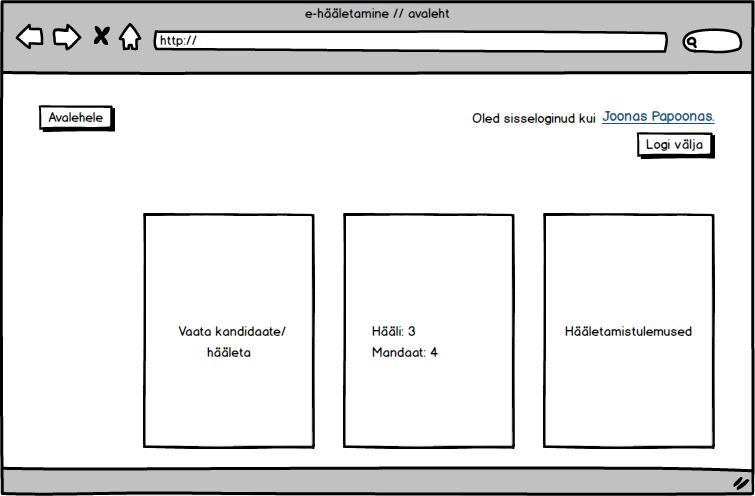 e-hääletamine // avaleht
http://
Avalehele
Oled sisseloginud kui Joonas Papoonas.
Logi välja
Vaata kandidaate/
hääleta
Hääli: 3
Mandaat: 4
Hääletamistulemused